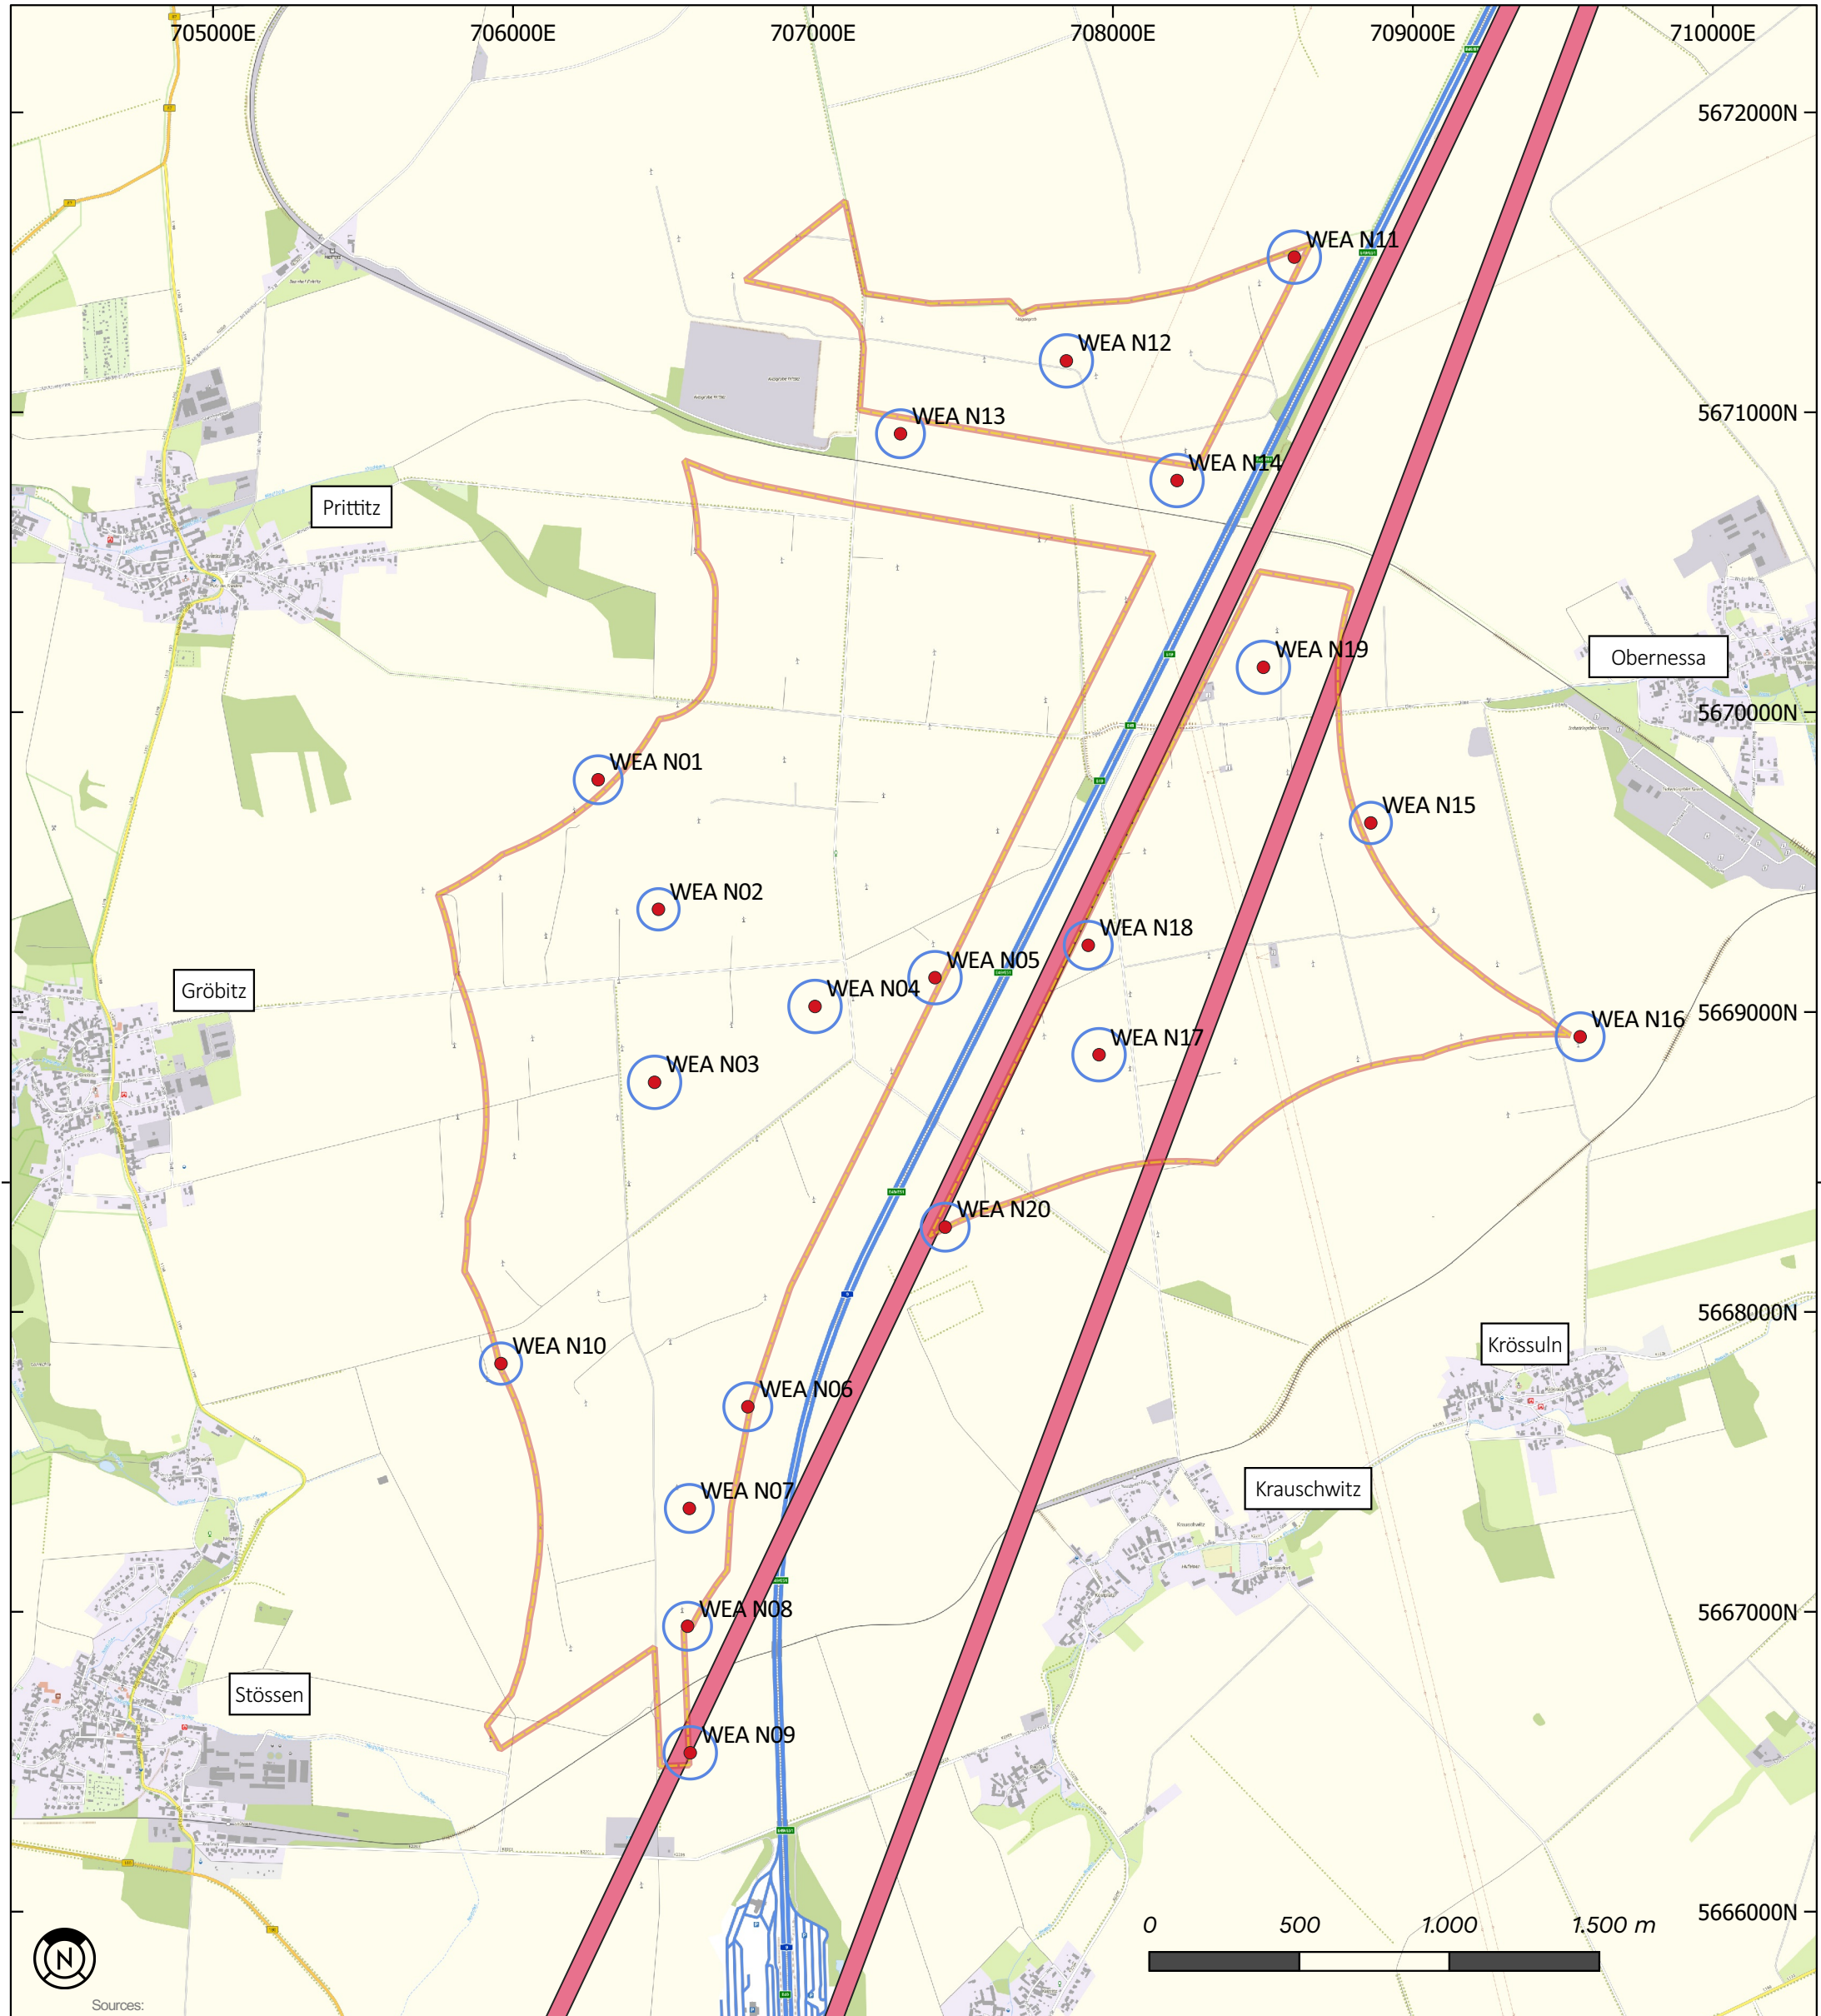 705000E 706000E 707000E 708000E 709000E 710000E
5672000N
WEA N11
WEA N12
WEA N13
5671000N
WEA N14
Prittitz
WEA N19
Obernessa
5670000N
WEA N01
WEA N15
WEA N02
WEA N18
WEA N05
Gröbitz
WEA N04
WEA N16
5669000N
WEA N17
WEA N03
WEA N20
5668000N
Krössuln
WEA N10
WEA N06
Krauschwitz
WEA N07
WEA N08
5667000N
Stössen
WEA N09
5666000N
0 500 1.000 1.500 m
N
Sources: